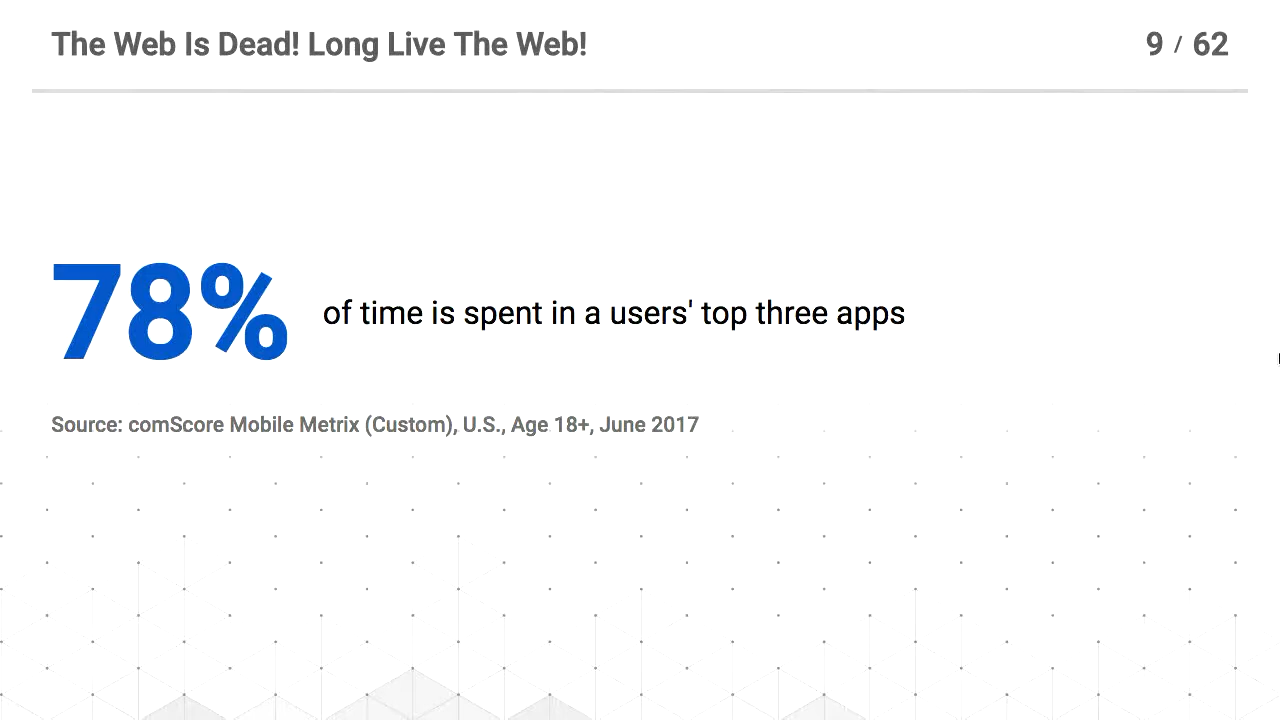 The Web Is Dead! Long Live The Web!
9 / 62
78% of time is spent in a users' top three apps
Source: comScore Mobile Metrix (Custom), U.S., Age 18+, June 2017